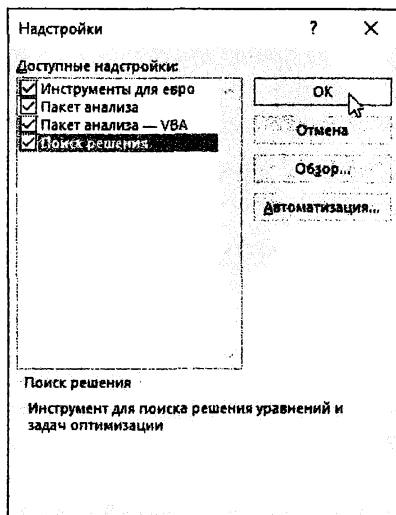 Надстройки ? ×
Доступные надстройки:
Инструменты для евро
Пакет анализа
Пакет анализа — VBA
Поиск решения
ОК
Отмена
Обзор...
Автоматизация...
Поиск решения
Инструмент для поиска решения уравнений и
задач оптимизации